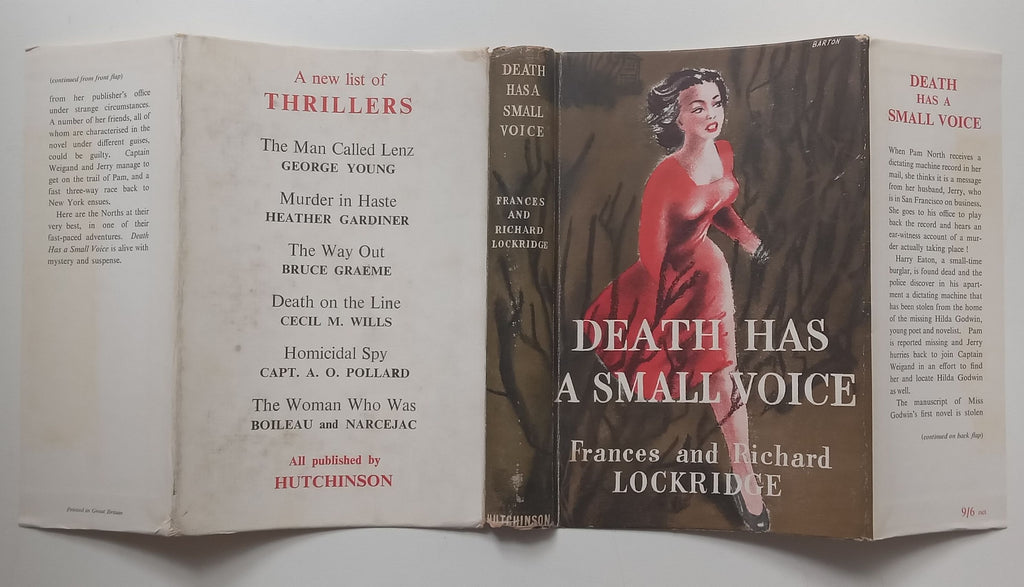 (continued from front flap)
from her publisher's office
under strange circumstances.
A number of her friends, all of
whom are characterised in the
novel under different guises,
could be guilty. Captain
Weigand and Jerry manage to
get on the trail of Pam, and a
fast three-way race back to
New York ensues.
Here are the Norths at their
very best, in one of their
fast-paced adventures. Death
Has a Small Voice is alive with
mystery and suspense.
Printed in Great Britain
A new list of
THRILLERS
The Man Called Lenz
GEORGE YOUNG
Murder in Haste
HEATHER GARDINER
The Way Out
BRUCE GRAEME
Death on the Line
CECIL M. WILLS
Homicidal Spy
CAPT. A. O. POLLARD
The Woman Who Was
BOILEAU and NARCEJAC
All published by
HUTCHINSON
DEATH
HAS A
SMALL
VOICE
FRANCES
AND
RICHARD
LOCKRIDGE
HUTCHINSON
BARTON
DEATH HAS
A SMALL VOICE
Frances and Richard
LOCKRIDGE
DEATH
HAS A
SMALL VOICE
When Pam North receives a
dictating machine record in her
mail, she thinks it is a message
from her husband, Jerry, who
is in San Francisco on business.
She goes to his office to play
back the record and hears an
ear-witness account of a mur-
der actually taking place !
Harry Eaton, a small-time
burglar, is found dead and the
police discover in his apart-
ment a dictating machine that
has been stolen from the home
of the missing Hilda Godwin,
young poet and novelist. Pam
is reported missing and Jerry
hurries back to join Captain
Weigand in an effort to find
her and locate Hilda Godwin
as well.
The manuscript of Miss
Godwin's first novel is stolen
(continued on back flap)
9/6 net